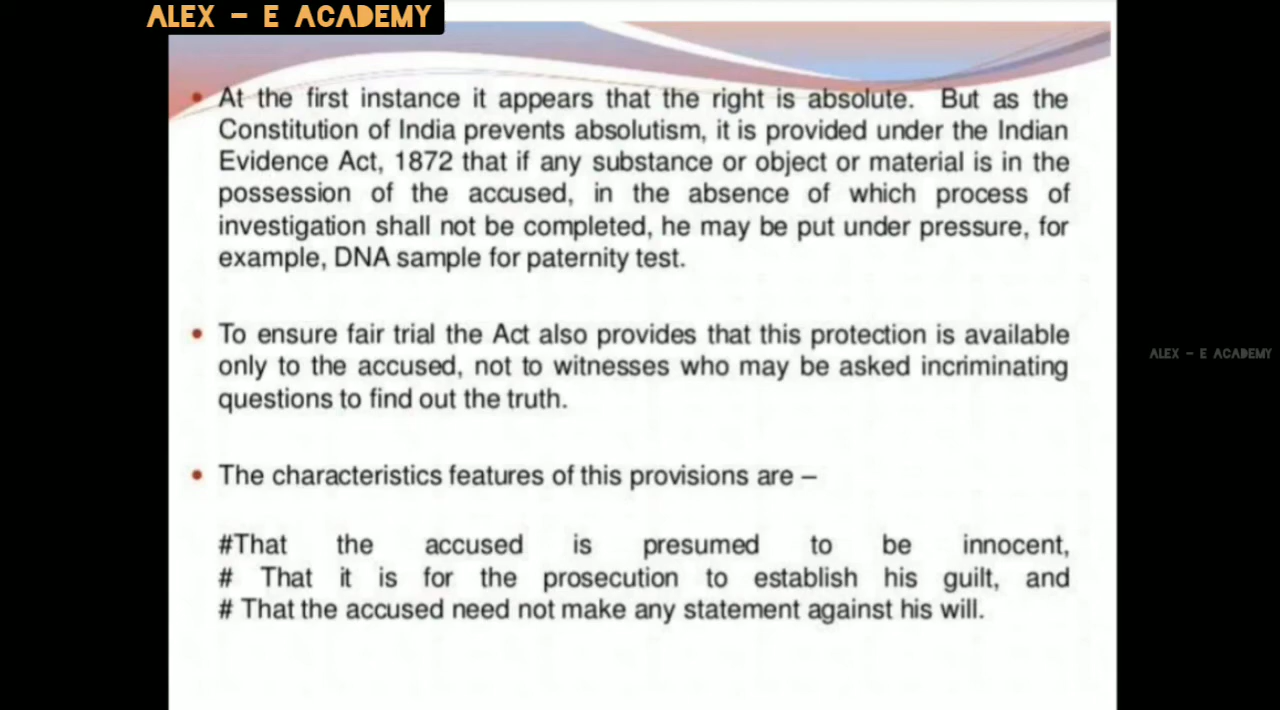 ALEX - E ACADEMY
• At the first instance it appears that the right is absolute. But as the
Constitution of India prevents absolutism, it is provided under the Indian
Evidence Act, 1872 that if any substance or object or material is in the
possession of the accused, in the absence of which process of
investigation shall not be completed, he may be put under pressure, for
example, DNA sample for paternity test.
• To ensure fair trial the Act also provides that this protection is available
only to the accused, not to witnesses who may be asked incriminating
questions to find out the truth.
• The characteristics features of this provisions are –
#That the accused is presumed to be innocent,
# That it is for the prosecution to establish his guilt, and
# That the accused need not make any statement against his will.
ALEX - E ACADEMY